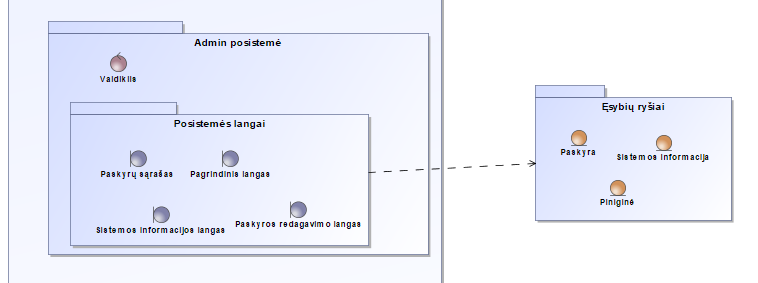 Admin posistemė
Valdiklis
Posistemės langai
Paskyrų sąrašas
Pagrindinis langas
Sistemos informacijos langas
Paskyros redagavimo langas
Esybių ryšiai
Paskyra
Sistemos informacija
Piniginė